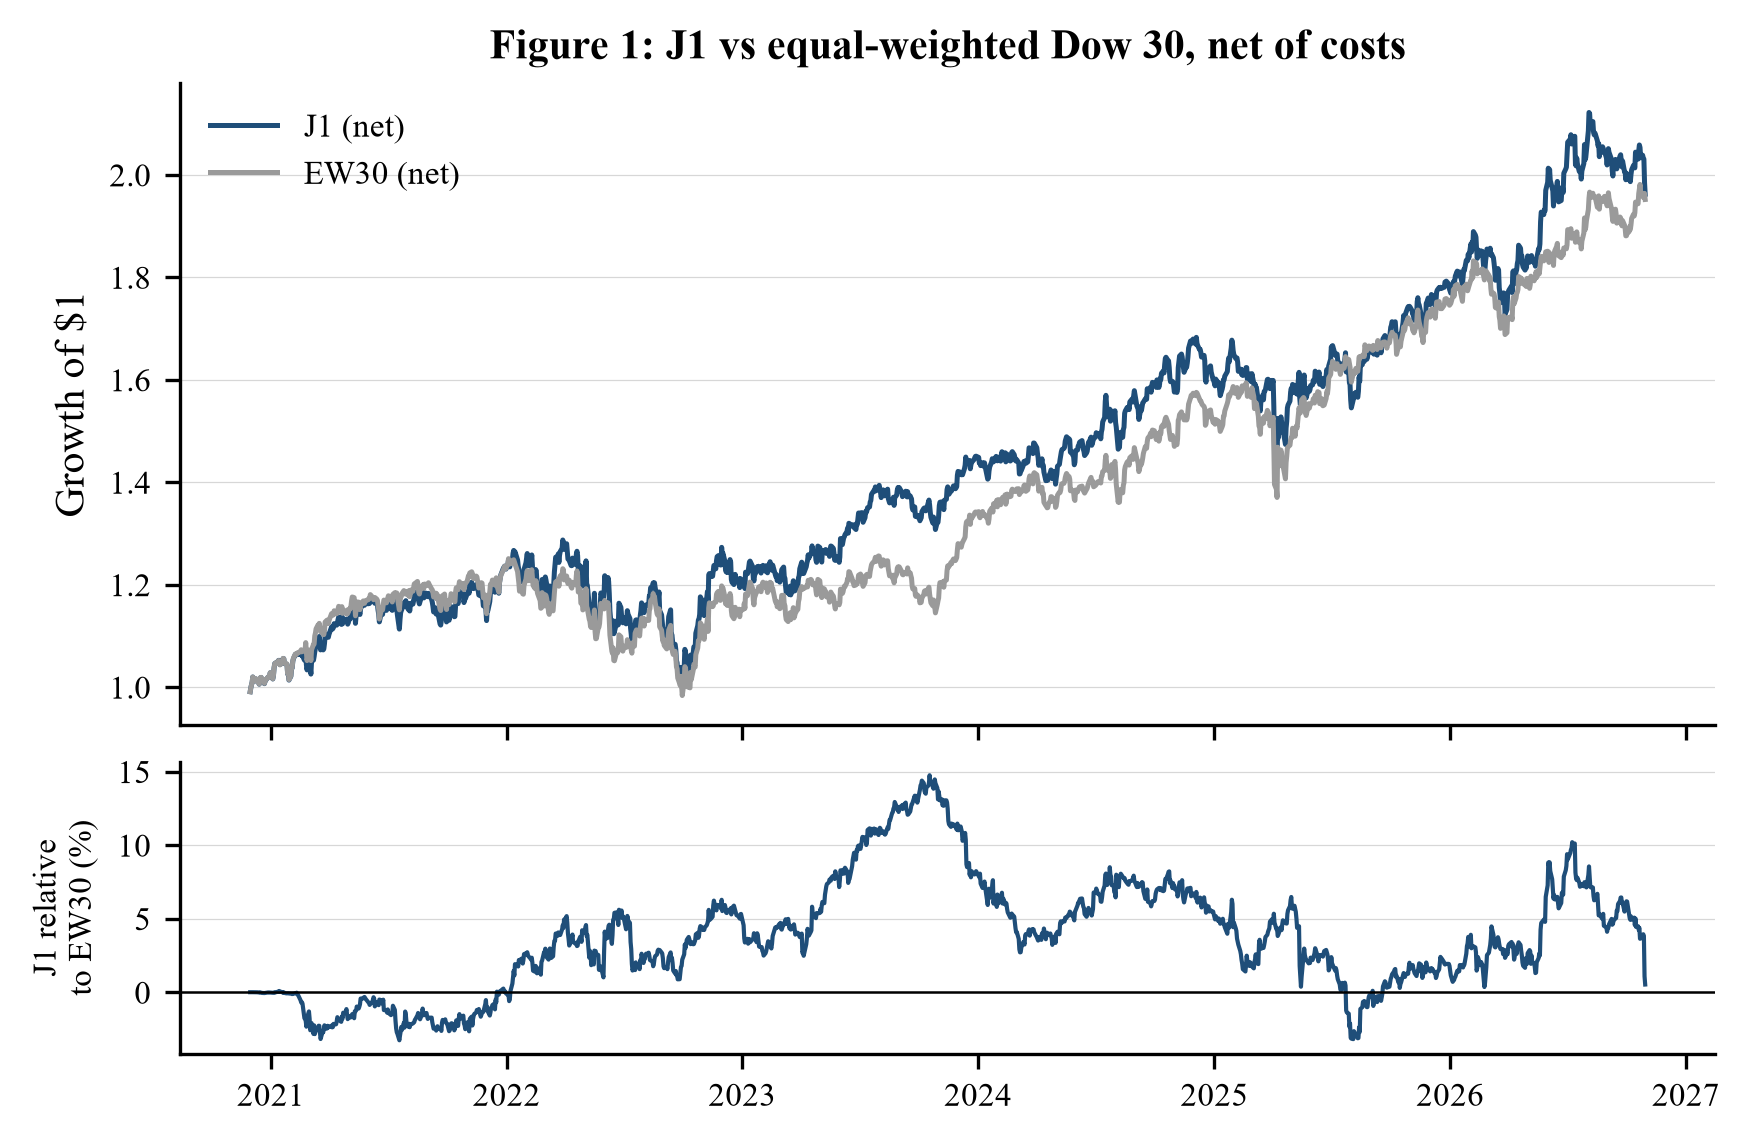 Figure 1: J1 vs equal-weighted Dow 30, net of costs
J1 (net)
EW30 (net)
Growth of $1
2.0
1.8
1.6
1.4
1.2
1.0
J1 relative
to EW30 (%)
15
10
5
0
2021 2022 2023 2024 2025 2026 2027